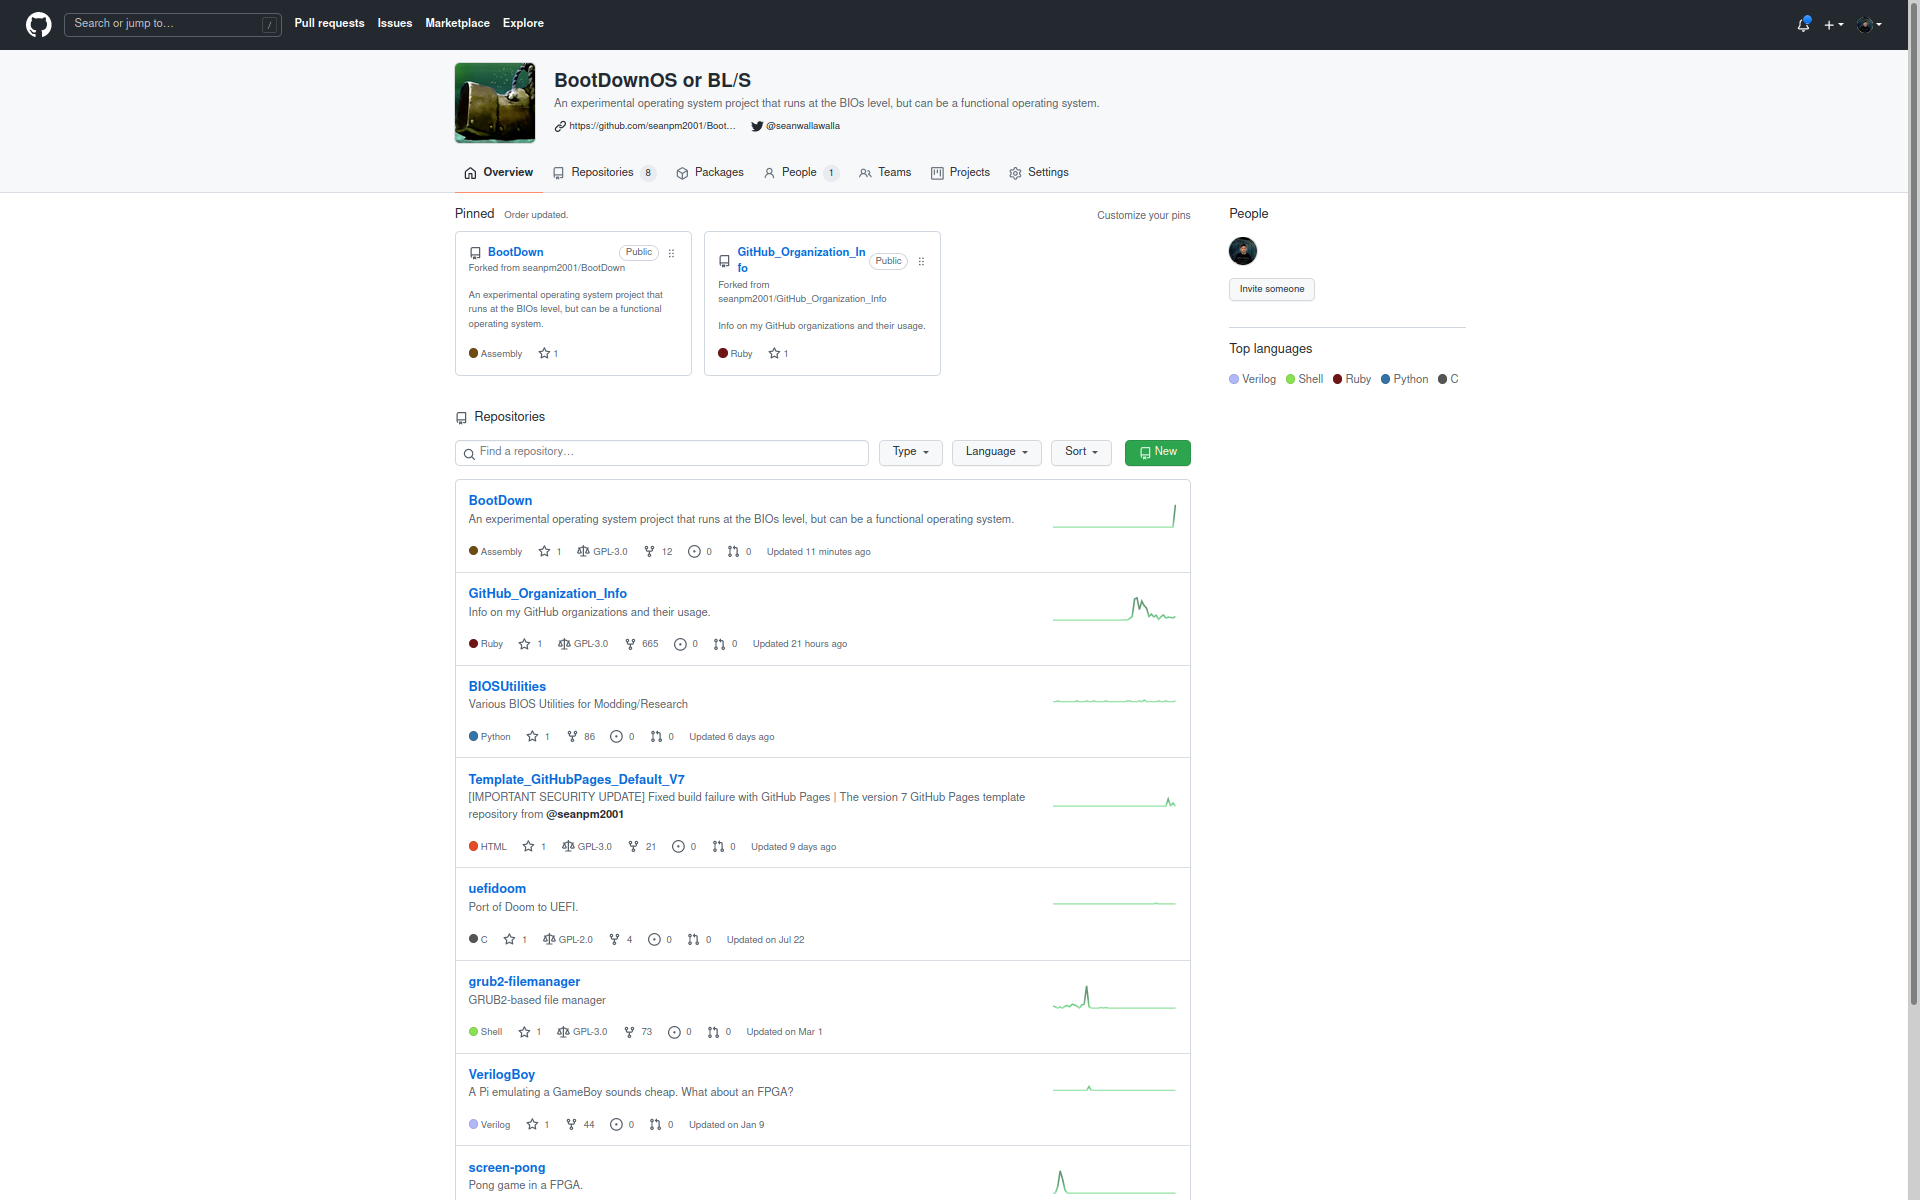 Search or jump to... /
Pull requests Issues Marketplace Explore
BootDownOS or BL/S
An experimental operating system project that runs at the BIOs level, but can be a functional operating system.
https://github.com/seanpm2001/Boot... @seanwallawalla
Overview Repositories 8 Packages People 1 Teams Projects Settings
Pinned Order updated. Customize your pins
BootDown Public
Forked from seanpm2001/BootDown
An experimental operating system project that
runs at the BIOs level, but can be a functional
operating system.
Assembly 1
GitHub_Organization_In
fo Public
Forked from
seanpm2001/GitHub_Organization_Info
Info on my GitHub organizations and their usage.
Ruby 1
People
Invite someone
Top languages
Verilog Shell Ruby Python C
Repositories
Find a repository... Type Language Sort New
BootDown
An experimental operating system project that runs at the BIOs level, but can be a functional operating system.
Assembly 1 GPL-3.0 12 0 0 Updated 11 minutes ago
GitHub_Organization_Info
Info on my GitHub organizations and their usage.
Ruby 1 GPL-3.0 665 0 0 Updated 21 hours ago
BIOSUtilities
Various BIOS Utilities for Modding/Research
Python 1 86 0 0 Updated 6 days ago
Template_GitHubPages_Default_V7
[IMPORTANT SECURITY UPDATE] Fixed build failure with GitHub Pages | The version 7 GitHub Pages template
repository from @seanpm2001
HTML 1 GPL-3.0 21 0 0 Updated 9 days ago
uefidoom
Port of Doom to UEFI.
C 1 GPL-2.0 4 0 0 Updated on Jul 22
grub2-filemanager
GRUB2-based file manager
Shell 1 GPL-3.0 73 0 0 Updated on Mar 1
VerilogBoy
A Pi emulating a GameBoy sounds cheap. What about an FPGA?
Verilog 1 44 0 0 Updated on Jan 9
screen-pong
Pong game in a FPGA.